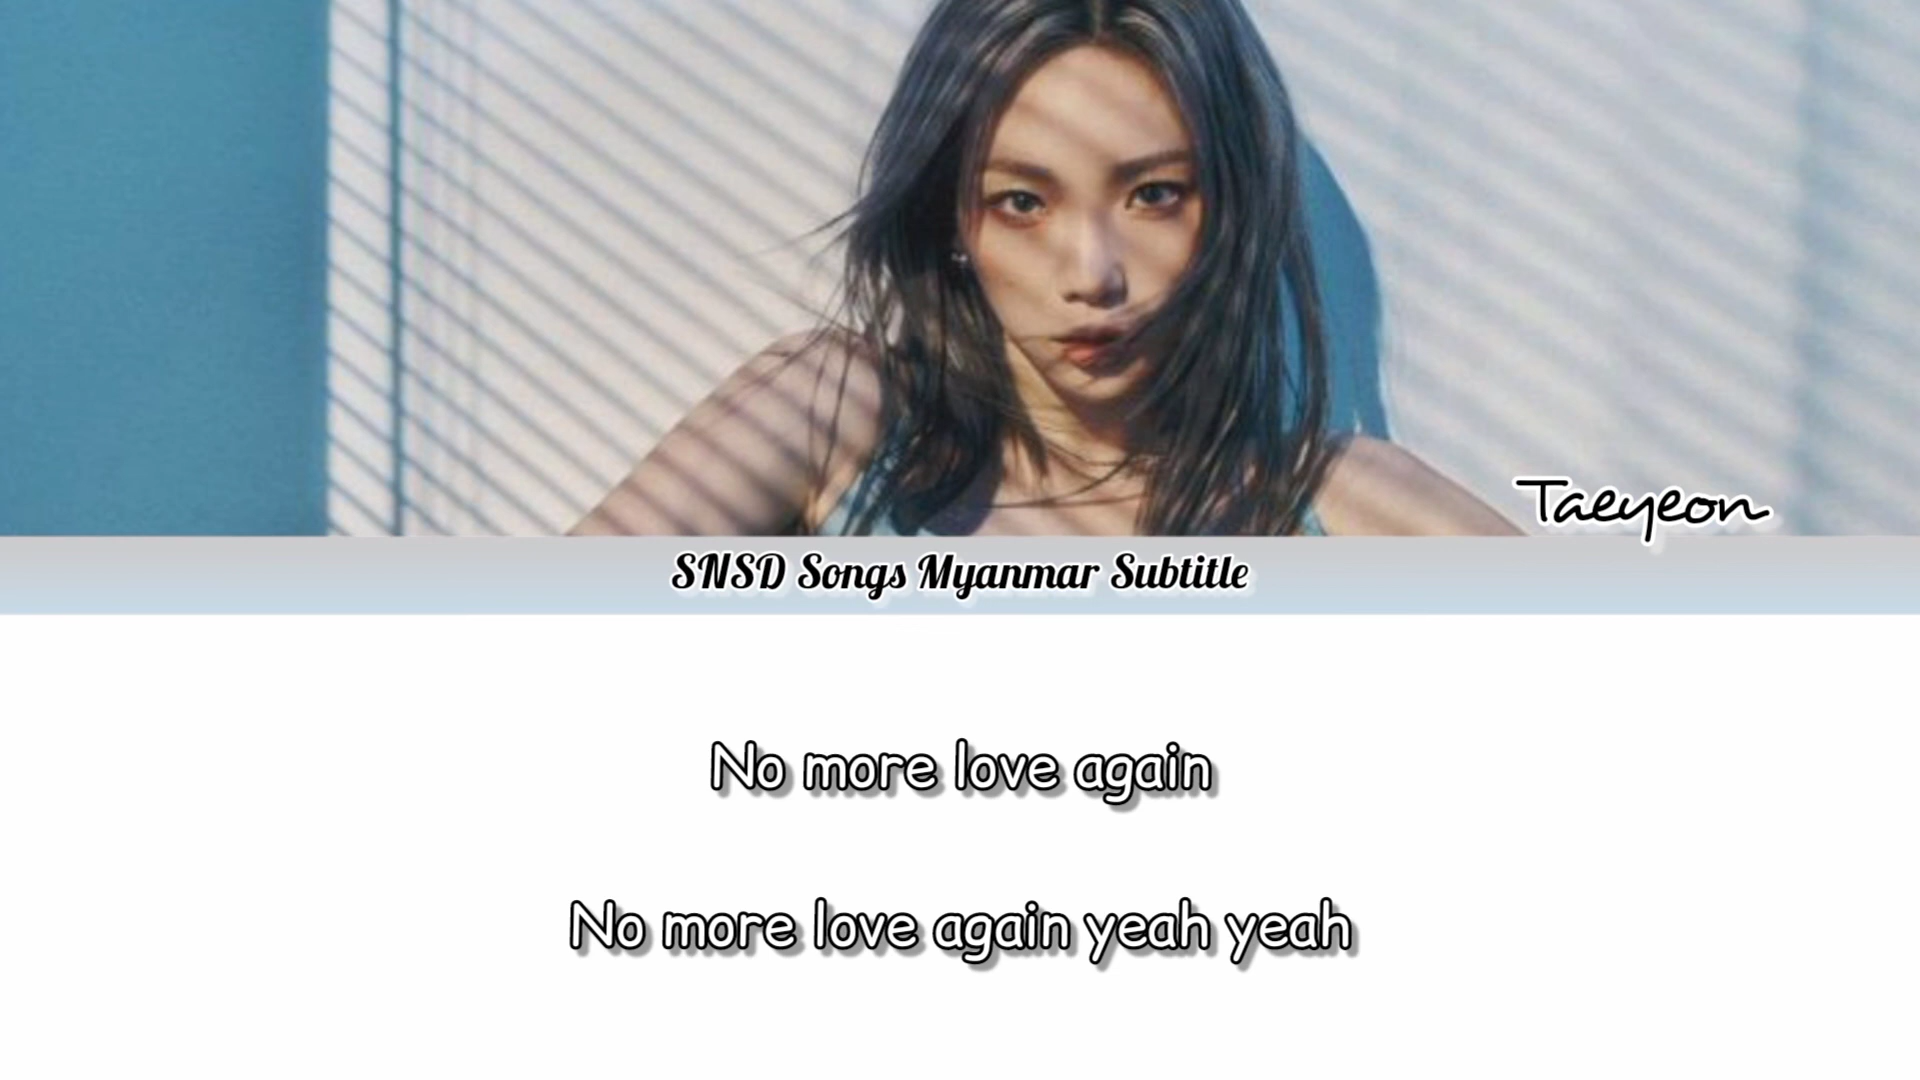 Taeyeon
SNSD Songs Myanmar Subtitle
No more love again
No more love again yeah yeah